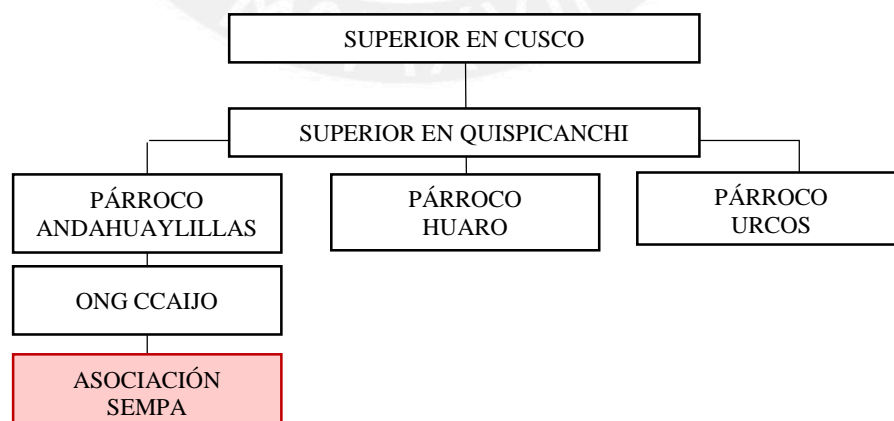 SUPERIOR EN CUSCO
SUPERIOR EN QUISPICANCHI
PÁRROCO
ANDAHUAYLILLAS
PÁRROCO
HUARO
PÁRROCO
URCOS
ONG CCAIJO
ASOCIACIÓN
SEMPA